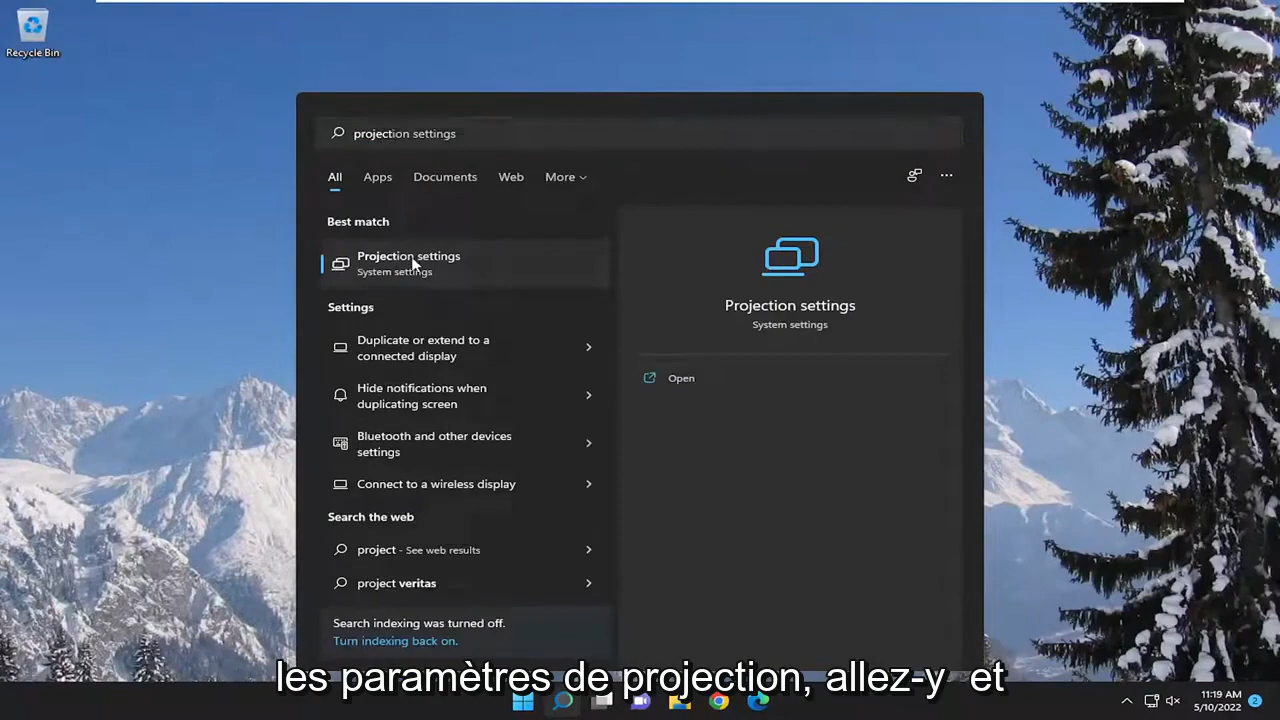 Recycle Bin
projection settings
All Apps Documents Web More
Best match
Projection settings
System settings
Settings
Duplicate or extend to a
connected display
Hide notifications when
duplicating screen
Bluetooth and other devices
settings
Connect to a wireless display
Search the web
project - See web results
project veritas
Search indexing was turned off.
Turn indexing back on.
Projection settings
System settings
Open
les paramètres de projection, allez-y et
11:19 AM
5/10/2022
2